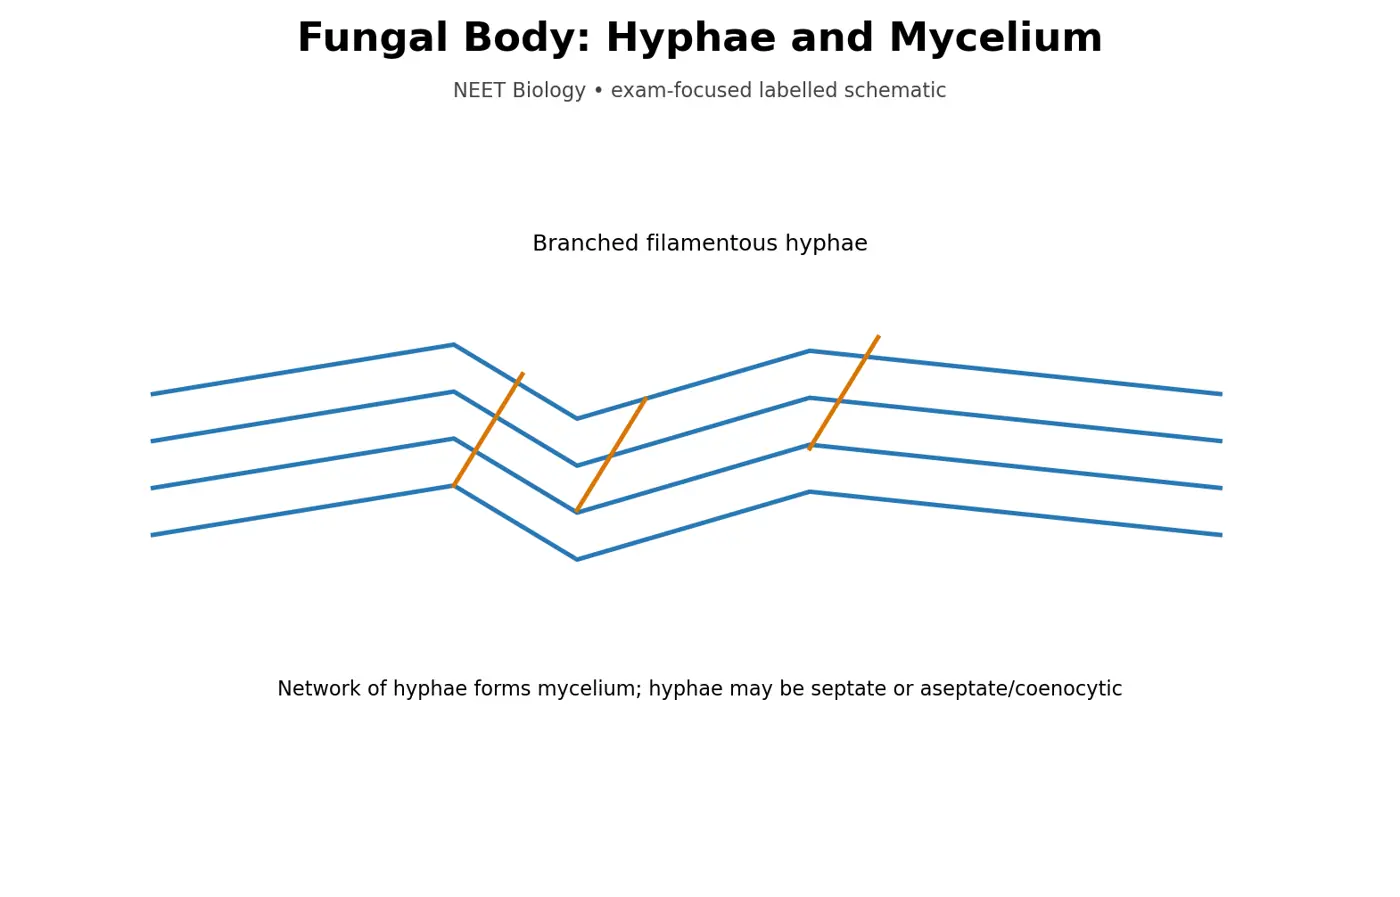 Fungal Body: Hyphae and Mycelium
NEET Biology • exam-focused labelled schematic
Branched filamentous hyphae
Network of hyphae forms mycelium; hyphae may be septate or aseptate/coenocytic